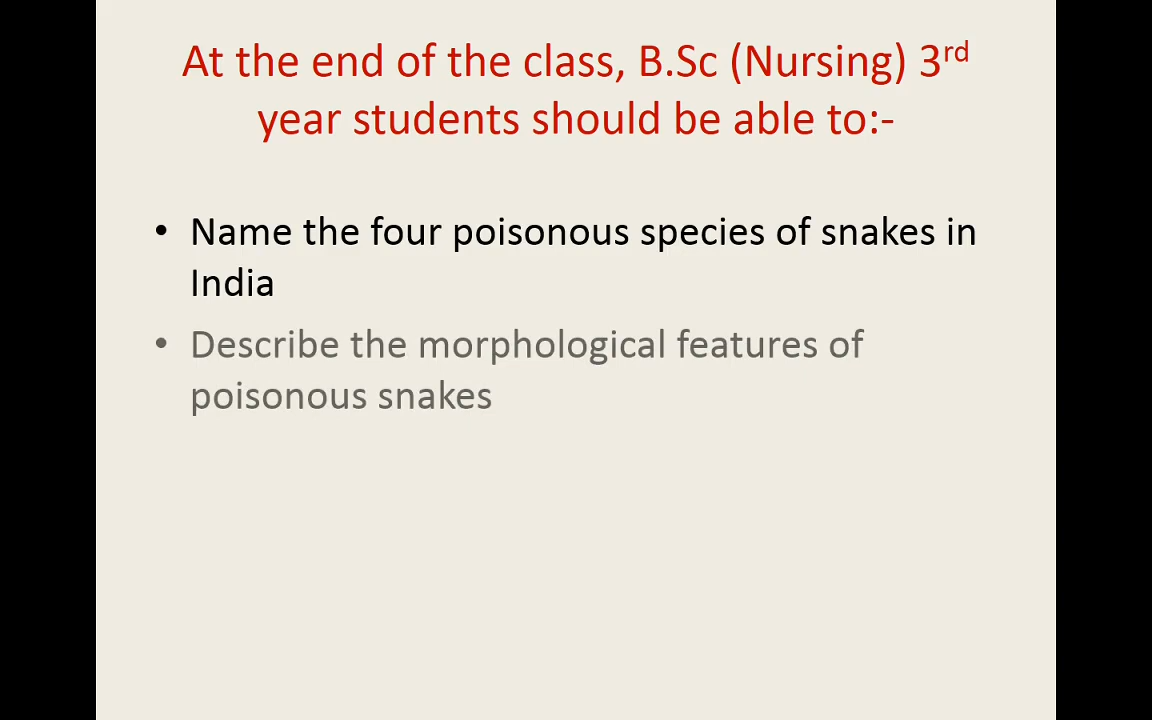 At the end of the class, B.Sc (Nursing) 3rd
year students should be able to:-
• Name the four poisonous species of snakes in
India
• Describe the morphological features of
poisonous snakes